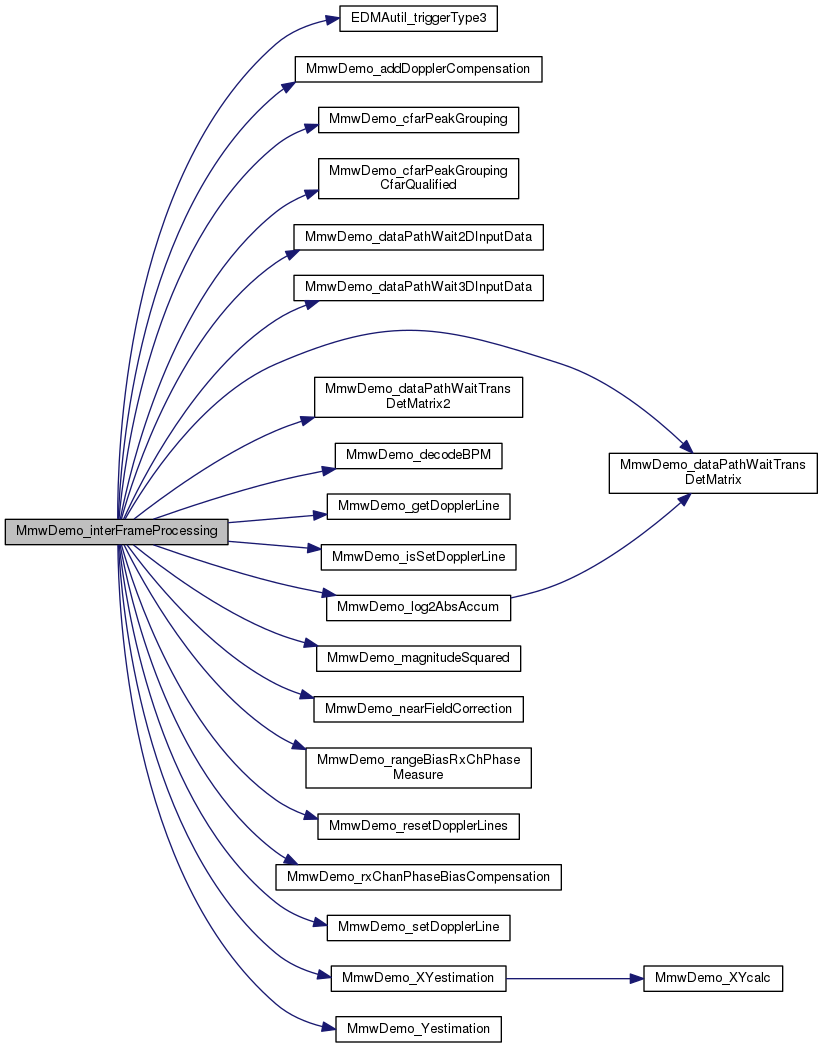 EDMAutil_triggerType3
MmwDemo_addDopplerCompensation
MmwDemo_cfarPeakGrouping
MmwDemo_cfarPeakGrouping
CfarQualified
MmwDemo_dataPathWait2DInputData
MmwDemo_dataPathWait3DInputData
MmwDemo_dataPathWaitTrans
DetMatrix2
MmwDemo_decodeBPM
MmwDemo_dataPathWaitTrans
DetMatrix
MmwDemo_getDopplerLine
MmwDemo_interFrameProcessing
MmwDemo_isSetDopplerLine
MmwDemo_log2AbsAccum
MmwDemo_magnitudeSquared
MmwDemo_nearFieldCorrection
MmwDemo_rangeBiasRxChPhase
Measure
MmwDemo_resetDopplerLines
MmwDemo_rxChanPhaseBiasCompensation
MmwDemo_setDopplerLine
MmwDemo_XYestimation
MmwDemo_XYcalc
MmwDemo_Yestimation